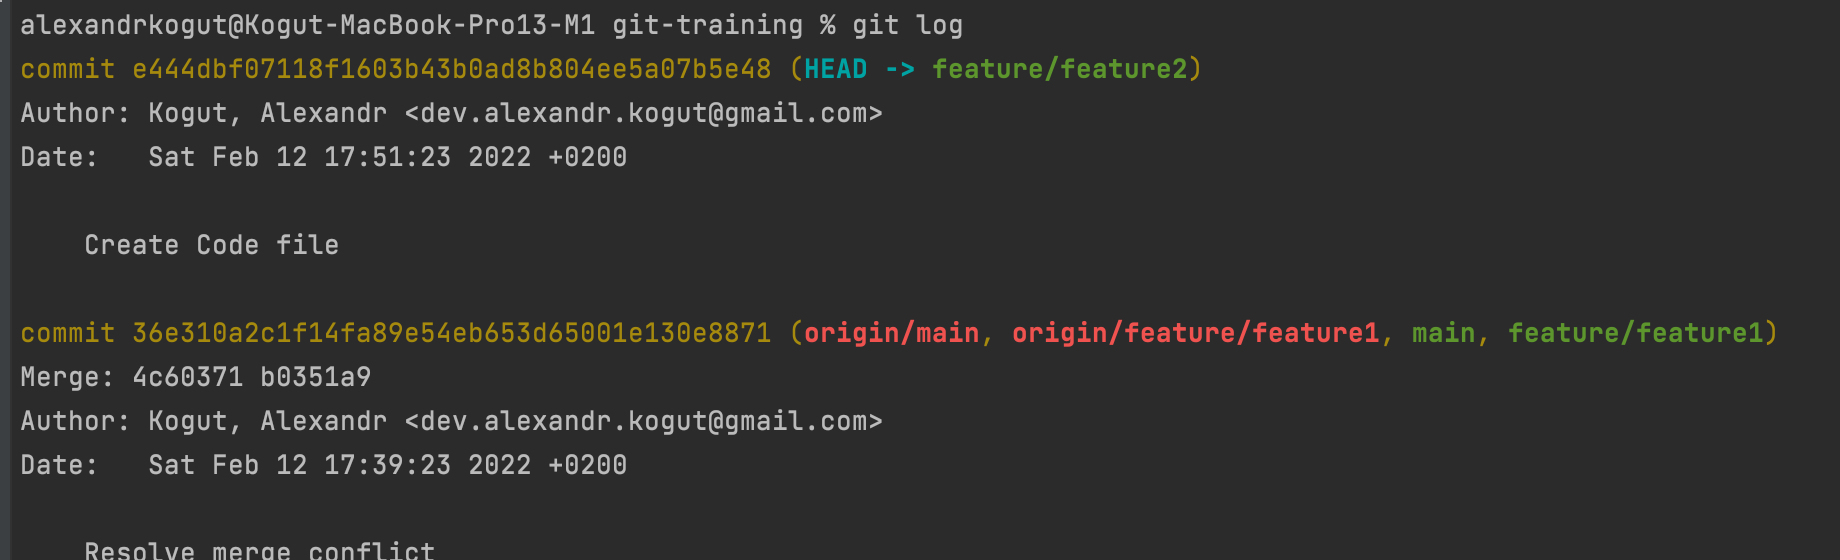 alexandrkogut@Kogut-MacBook-Pro13-M1 git-training % git log
commit e444dbf07118f1603b43b0ad8b804ee5a07b5e48 (HEAD -> feature/feature2)
Author: Kogut, Alexandr <dev.alexandr.kogut@gmail.com>
Date:   Sat Feb 12 17:51:23 2022 +0200
    Create Code file
commit 36e310a2c1f14fa89e54eb653d65001e130e8871 (origin/main, origin/feature/feature1, main, feature/feature1)
Merge: 4c60371 b0351a9
Author: Kogut, Alexandr <dev.alexandr.kogut@gmail.com>
Date:   Sat Feb 12 17:39:23 2022 +0200
    Resolve merge conflict